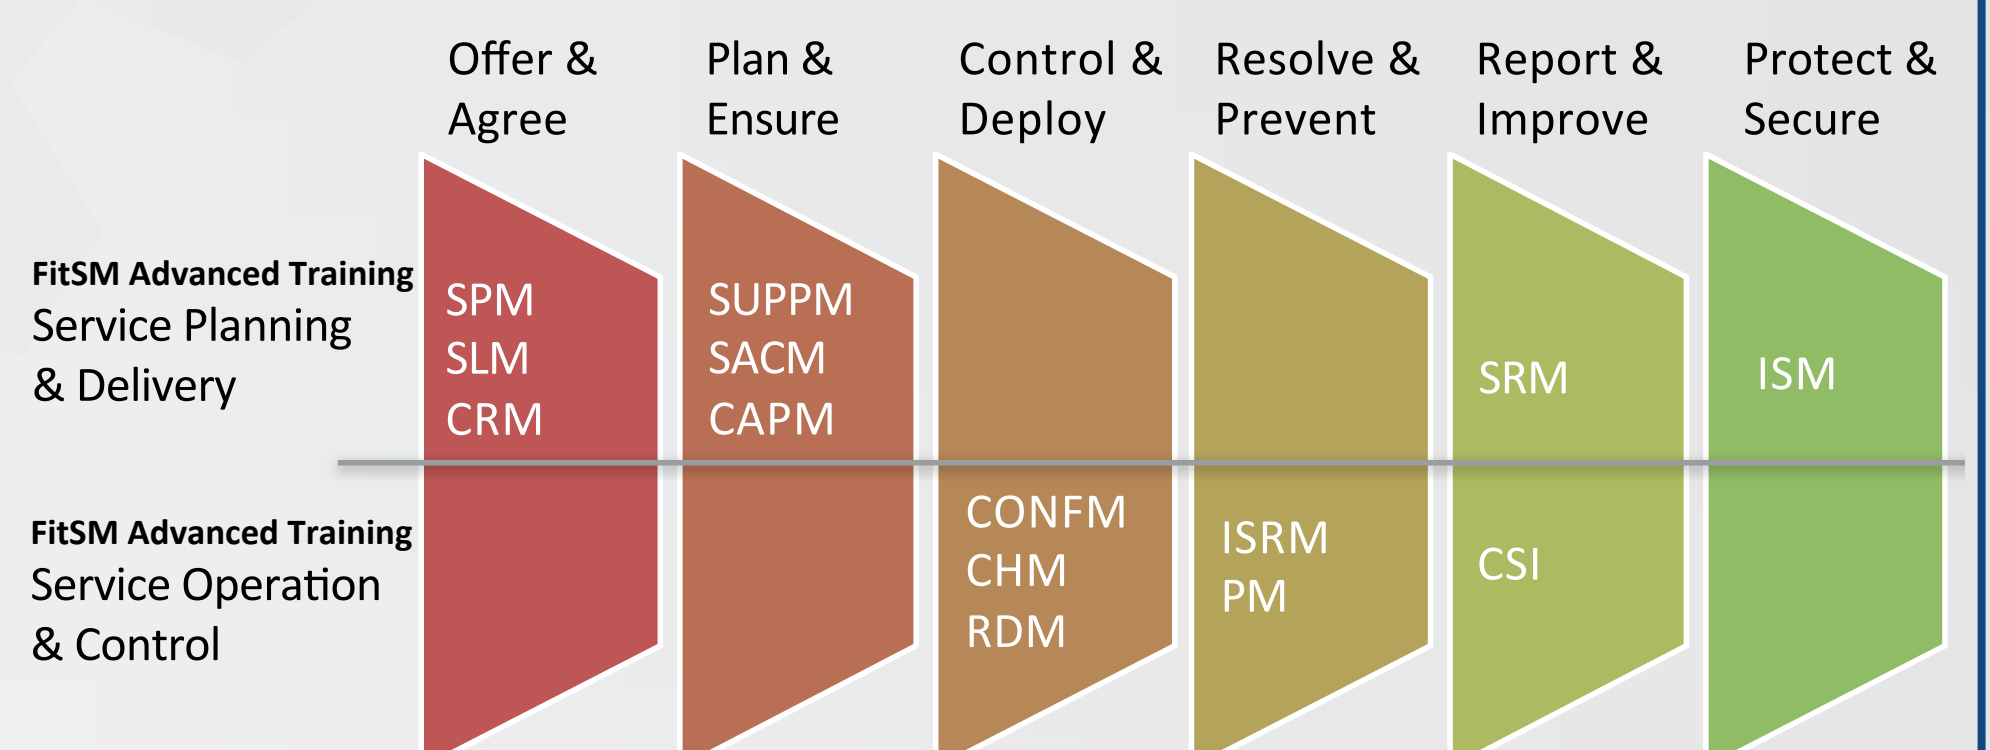 Offer &
Agree
Plan &
Ensure
Control &
Deploy
Resolve &
Prevent
Report &
Improve
Protect &
Secure
FitSM Advanced Training
Service Planning
& Delivery
SPM
SLM
CRM
SUPPM
SACM
CAPM
SRM
ISM
FitSM Advanced Training
Service Operation
& Control
CONFM
CHM
RDM
ISRM
PM
CSI